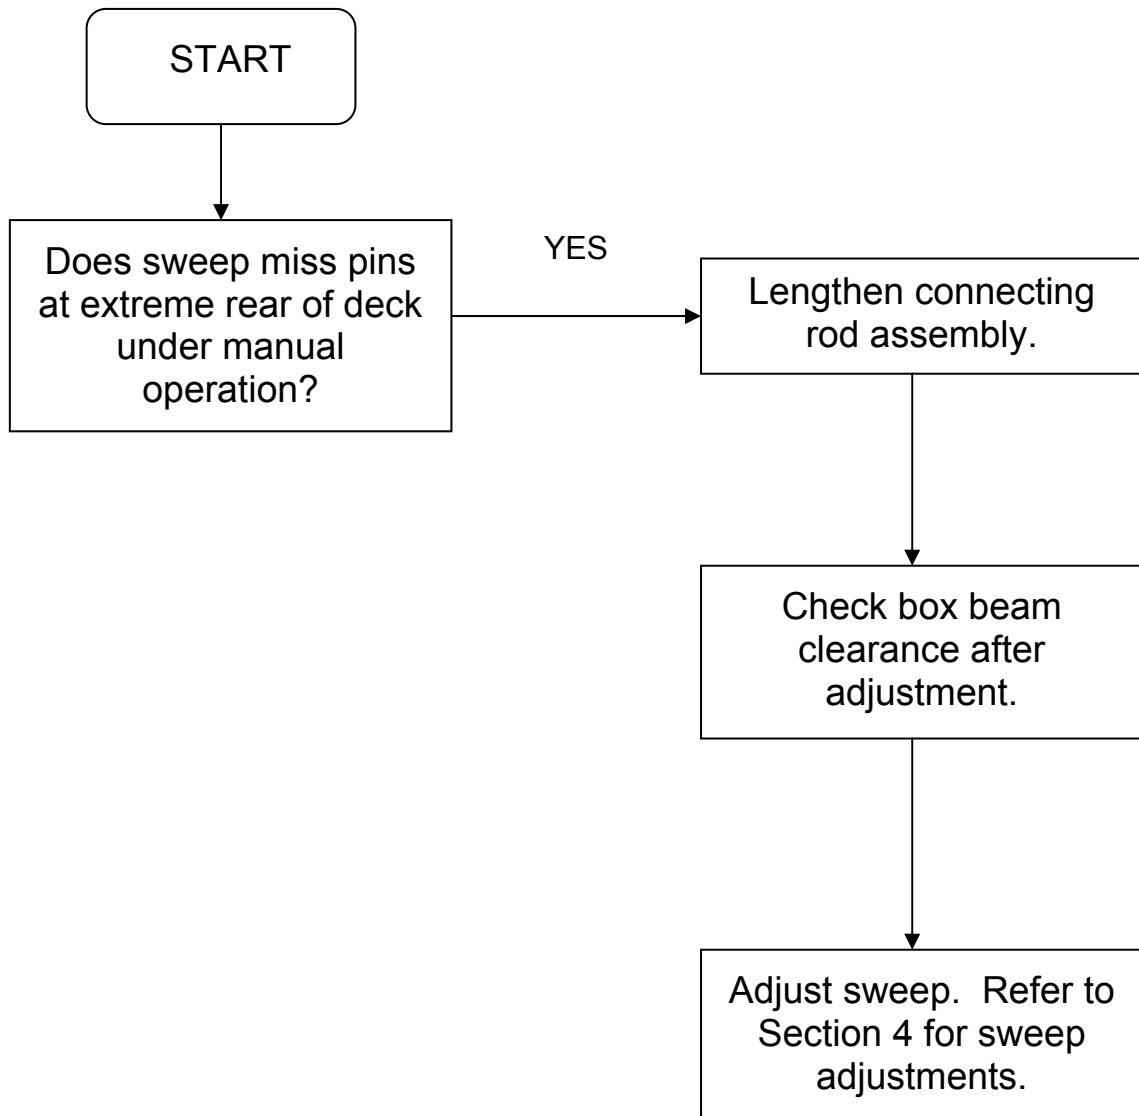 START
Does sweep miss pins
at extreme rear of deck
under manual
operation?
YES
Lengthen connecting
rod assembly.
Check box beam
clearance after
adjustment.
Adjust sweep.  Refer to
Section 4 for sweep
adjustments.